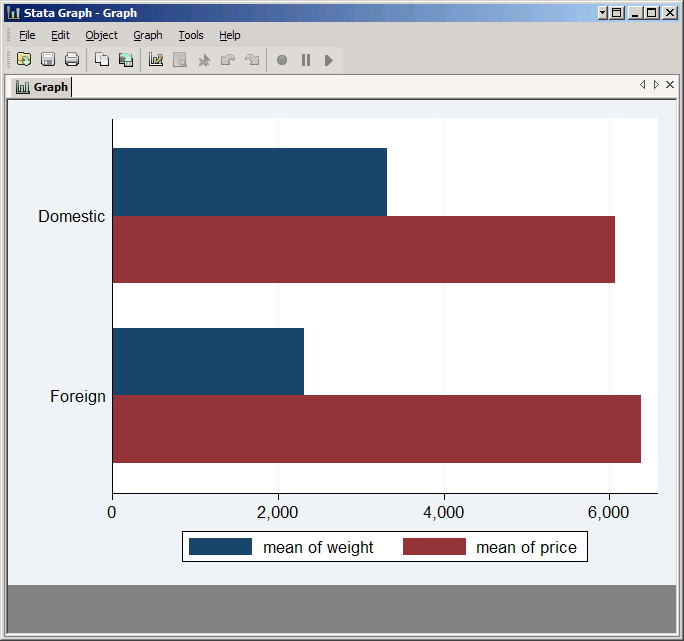 Stata Graph - Graph
File Edit Object Graph Tools Help
Graph
Domestic
Foreign
0 2,000 4,000 6,000
mean of weight mean of price